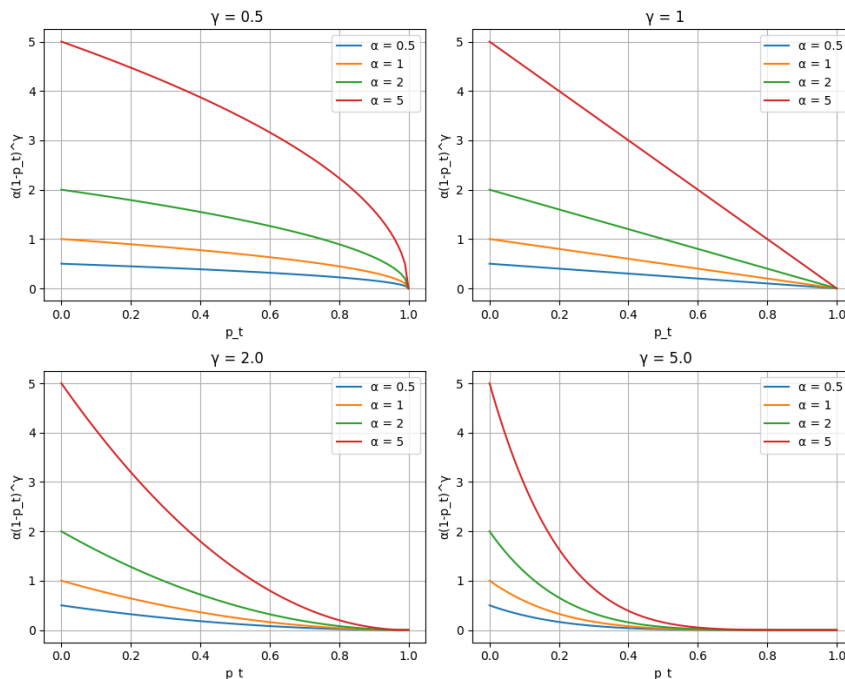 γ = 0.5
5
4
3
2
1
0
α(1-p_t)^γ
α = 0.5
α = 1
α = 2
α = 5
0.0 0.2 0.4 0.6 0.8 1.0
p_t
γ = 1
5
4
3
2
1
0
α(1-p_t)^γ
α = 0.5
α = 1
α = 2
α = 5
0.0 0.2 0.4 0.6 0.8 1.0
p_t
γ = 2.0
5
4
3
2
1
0
α(1-p_t)^γ
α = 0.5
α = 1
α = 2
α = 5
0.0 0.2 0.4 0.6 0.8 1.0
p_t
γ = 5.0
5
4
3
2
1
0
α(1-p_t)^γ
α = 0.5
α = 1
α = 2
α = 5
0.0 0.2 0.4 0.6 0.8 1.0
p_t